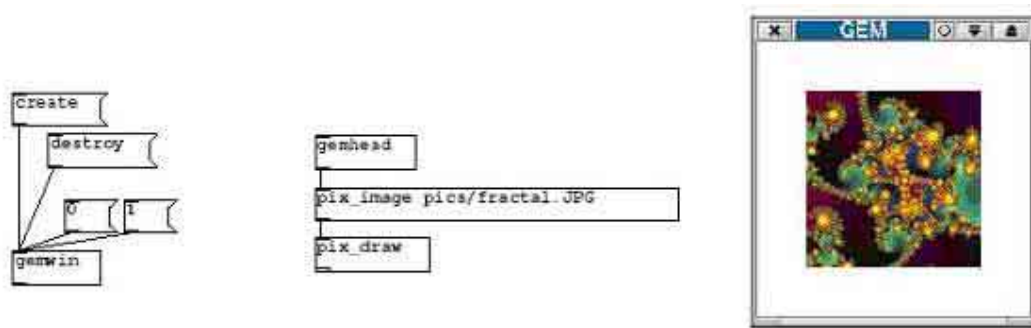 create
destroy
0
1
gemwin
gemhead
pix_image pics/fractal.JPG
pix_draw
GEM